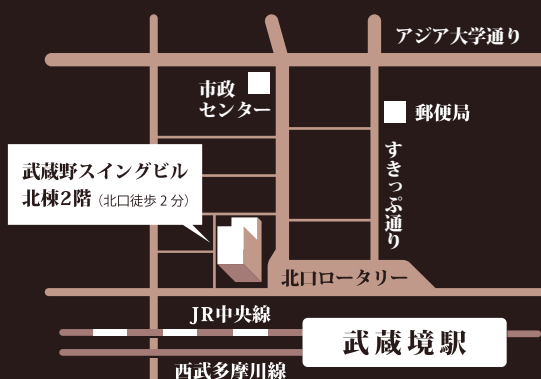 アジア大学通り
市政
センター
郵便局
すきっぷ通り
武蔵野スイングビル
北棟2階（北口徒歩2分）
北口ロータリー
JR中央線
武蔵境駅
西武多摩川線